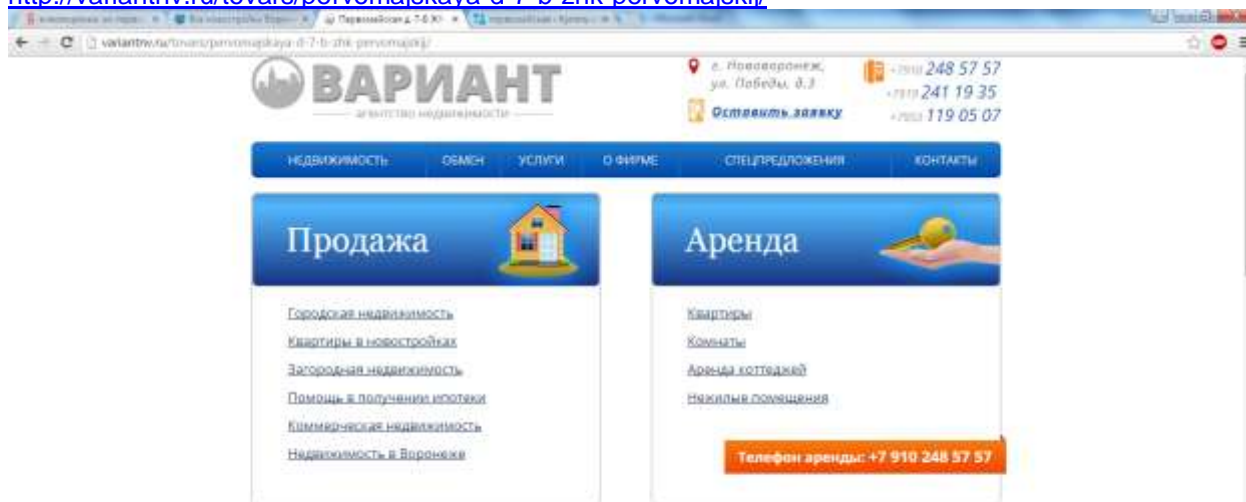 http://variantnv.ru/tovars/pervomajskaya-d-7-b-zhk-pervomajskij/
variantnv.ru/tovars/pervomajskaya-d-7-b-zhk-pervomajskij/
ВАРИАНТ
агентство недвижимости
г. Нововоронеж,
ул. Победы, д.3
Оставить заявку
248 57 57
241 19 35
119 05 07
НЕДВИЖИМОСТЬ ОБМЕН УСЛУГИ О ФИРМЕ СПЕЦПРЕДЛОЖЕНИЯ КОНТАКТЫ
Продажа
Городская недвижимость
Квартиры в новостройках
Загородная недвижимость
Помощь в получении ипотеки
Коммерческая недвижимость
Недвижимость в Воронеже
Аренда
Квартиры
Комнаты
Аренда коттеджей
Нежилые помещения
Телефон аренды: +7 910 248 57 57